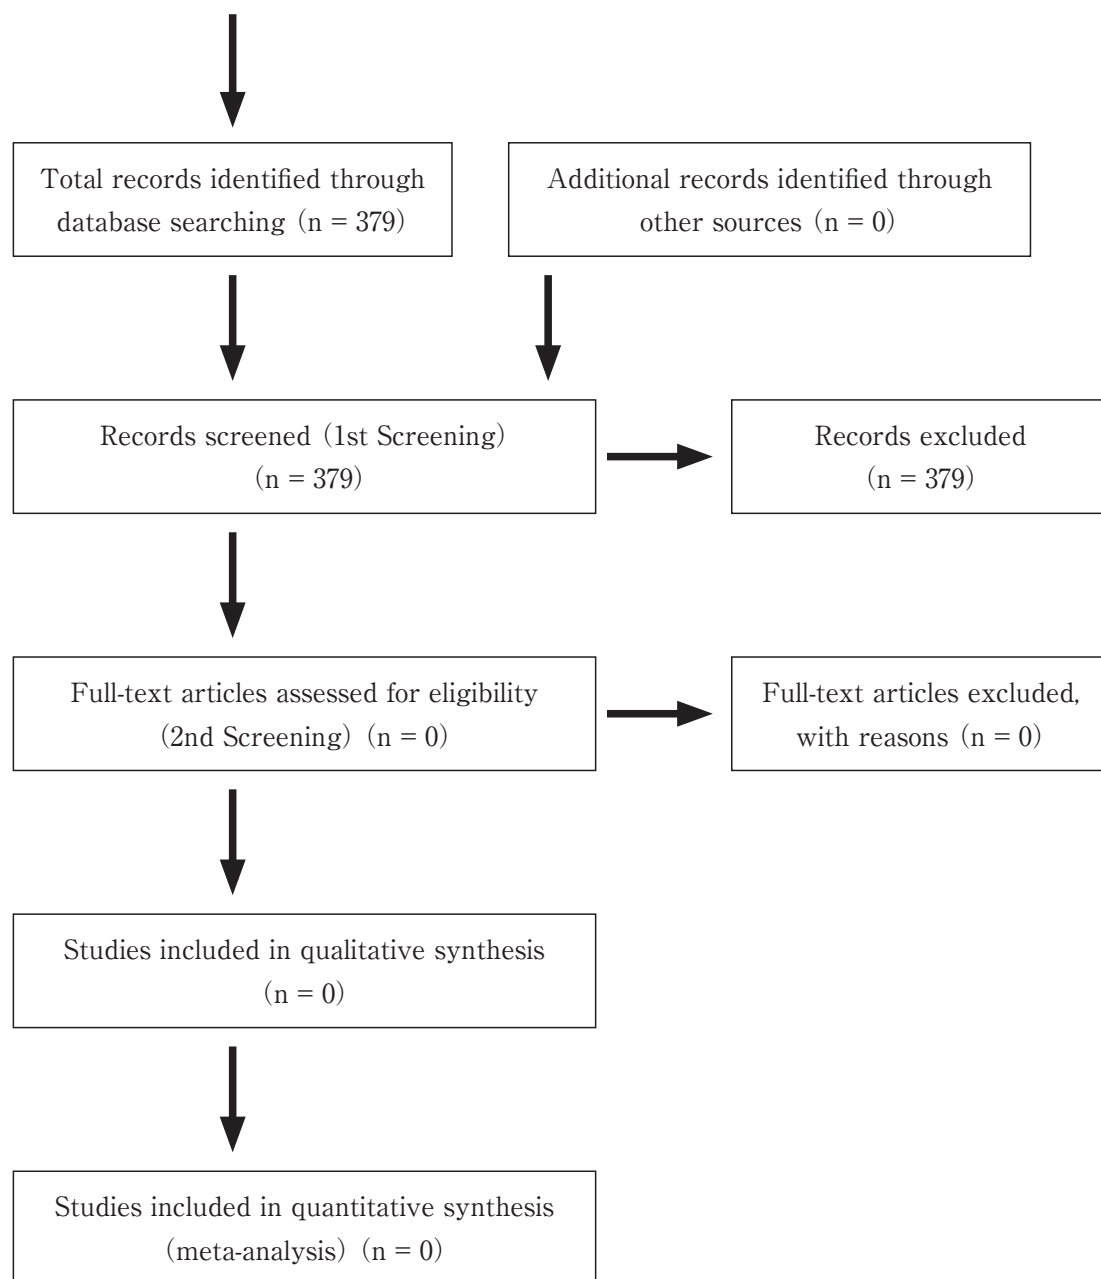 Total records identified through
database searching (n = 379)
Additional records identified through
other sources (n = 0)
Records screened (1st Screening)
(n = 379)
Records excluded
(n = 379)
Full-text articles assessed for eligibility
(2nd Screening) (n = 0)
Full-text articles excluded,
with reasons (n = 0)
Studies included in qualitative synthesis
(n = 0)
Studies included in quantitative synthesis
(meta-analysis) (n = 0)